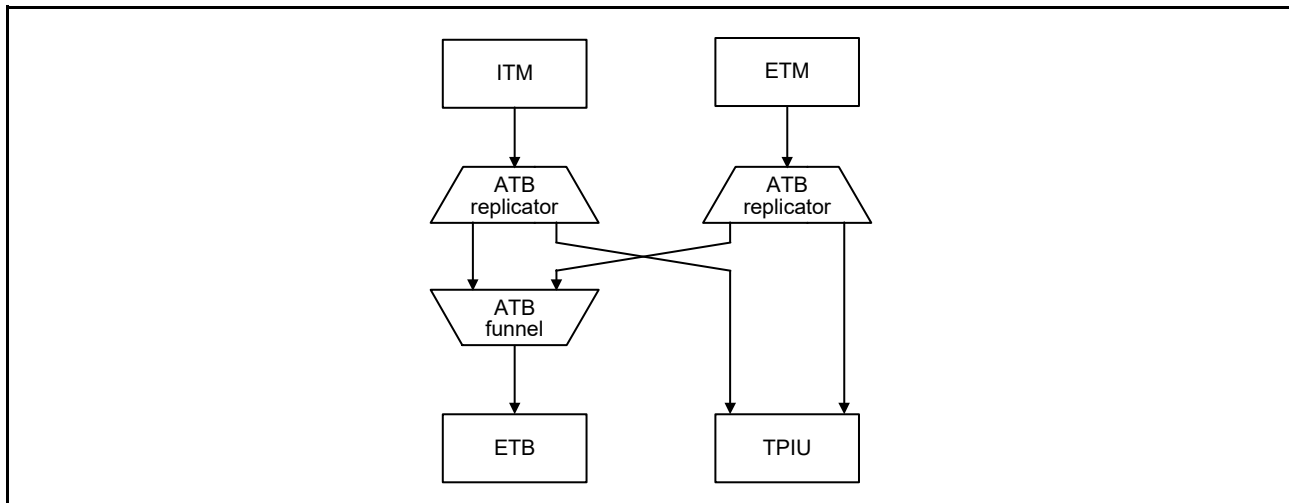 ITM
ETM
ATB
replicator
ATB
replicator
ATB
funnel
ETB
TPIU